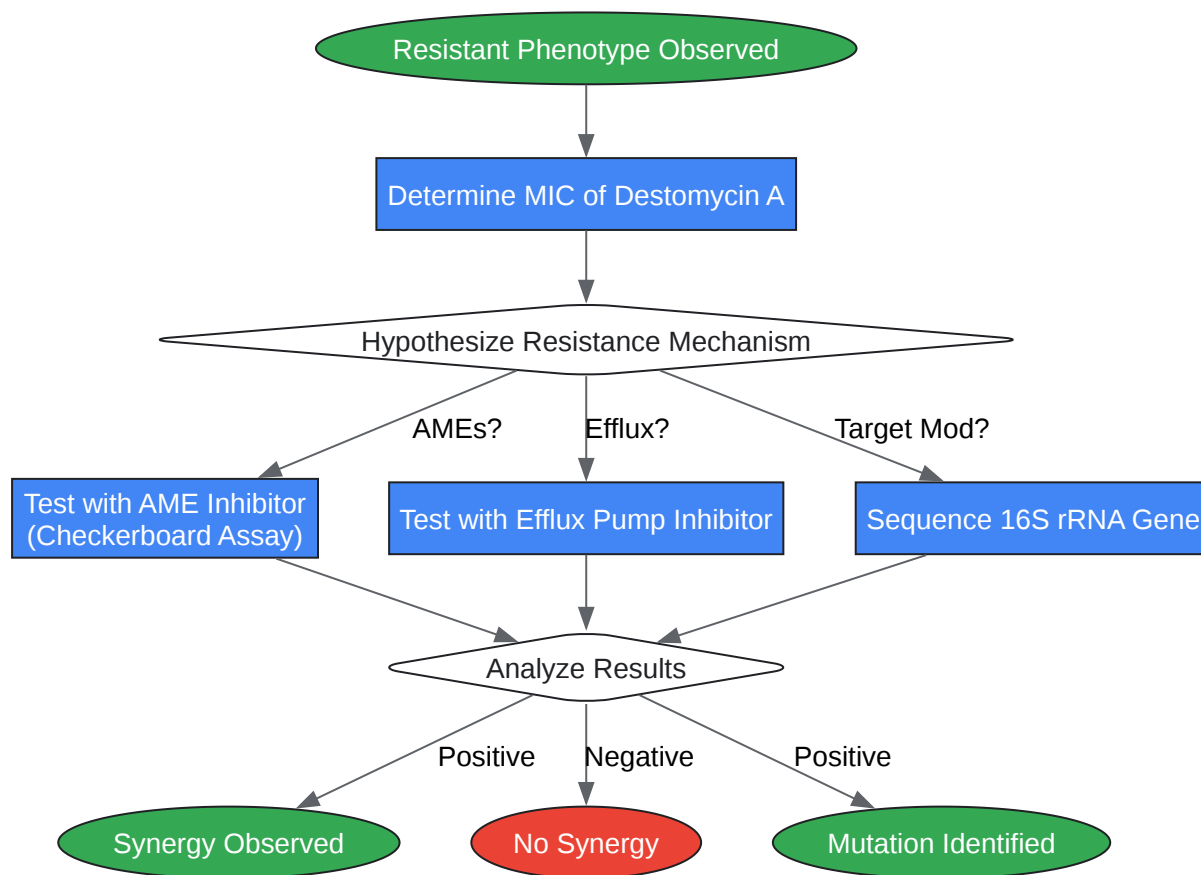 Resistant Phenotype Observed
Determine MIC of Destomycin A
Hypothesize Resistance Mechanism
AMEs?
Efflux?
Target Mod?
Test with AME Inhibitor
(Checkerboard Assay)
Test with Efflux Pump Inhibitor
Sequence 16S rRNA Gene
Analyze Results
Positive
Negative
Positive
Synergy Observed
No Synergy
Mutation Identified